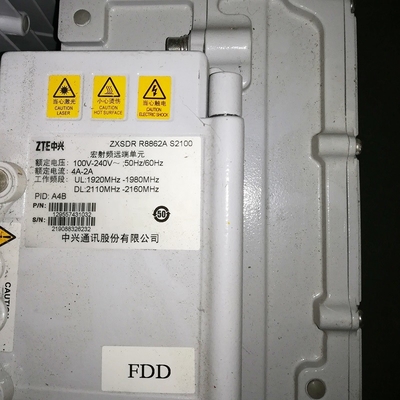 当心激光
CAUTION
LASER
小心烫伤
CAUTION
HOT SURFACE
当心触电
CAUTION
ELECTRIC SHOCK
ZTE中兴
ZXSDR R8862A S2100
宏射频远端单元
额定电压: 100V-240V~;50Hz/60Hz
额定电流: 4A-2A
工作频段: UL:1920MHz -1980MHz
DL:2110MHz -2160MHz
PID: A4B
P/N:
129557431032
S/N:
219088326232
50
中兴通讯股份有限公司
FDD
CAUTION